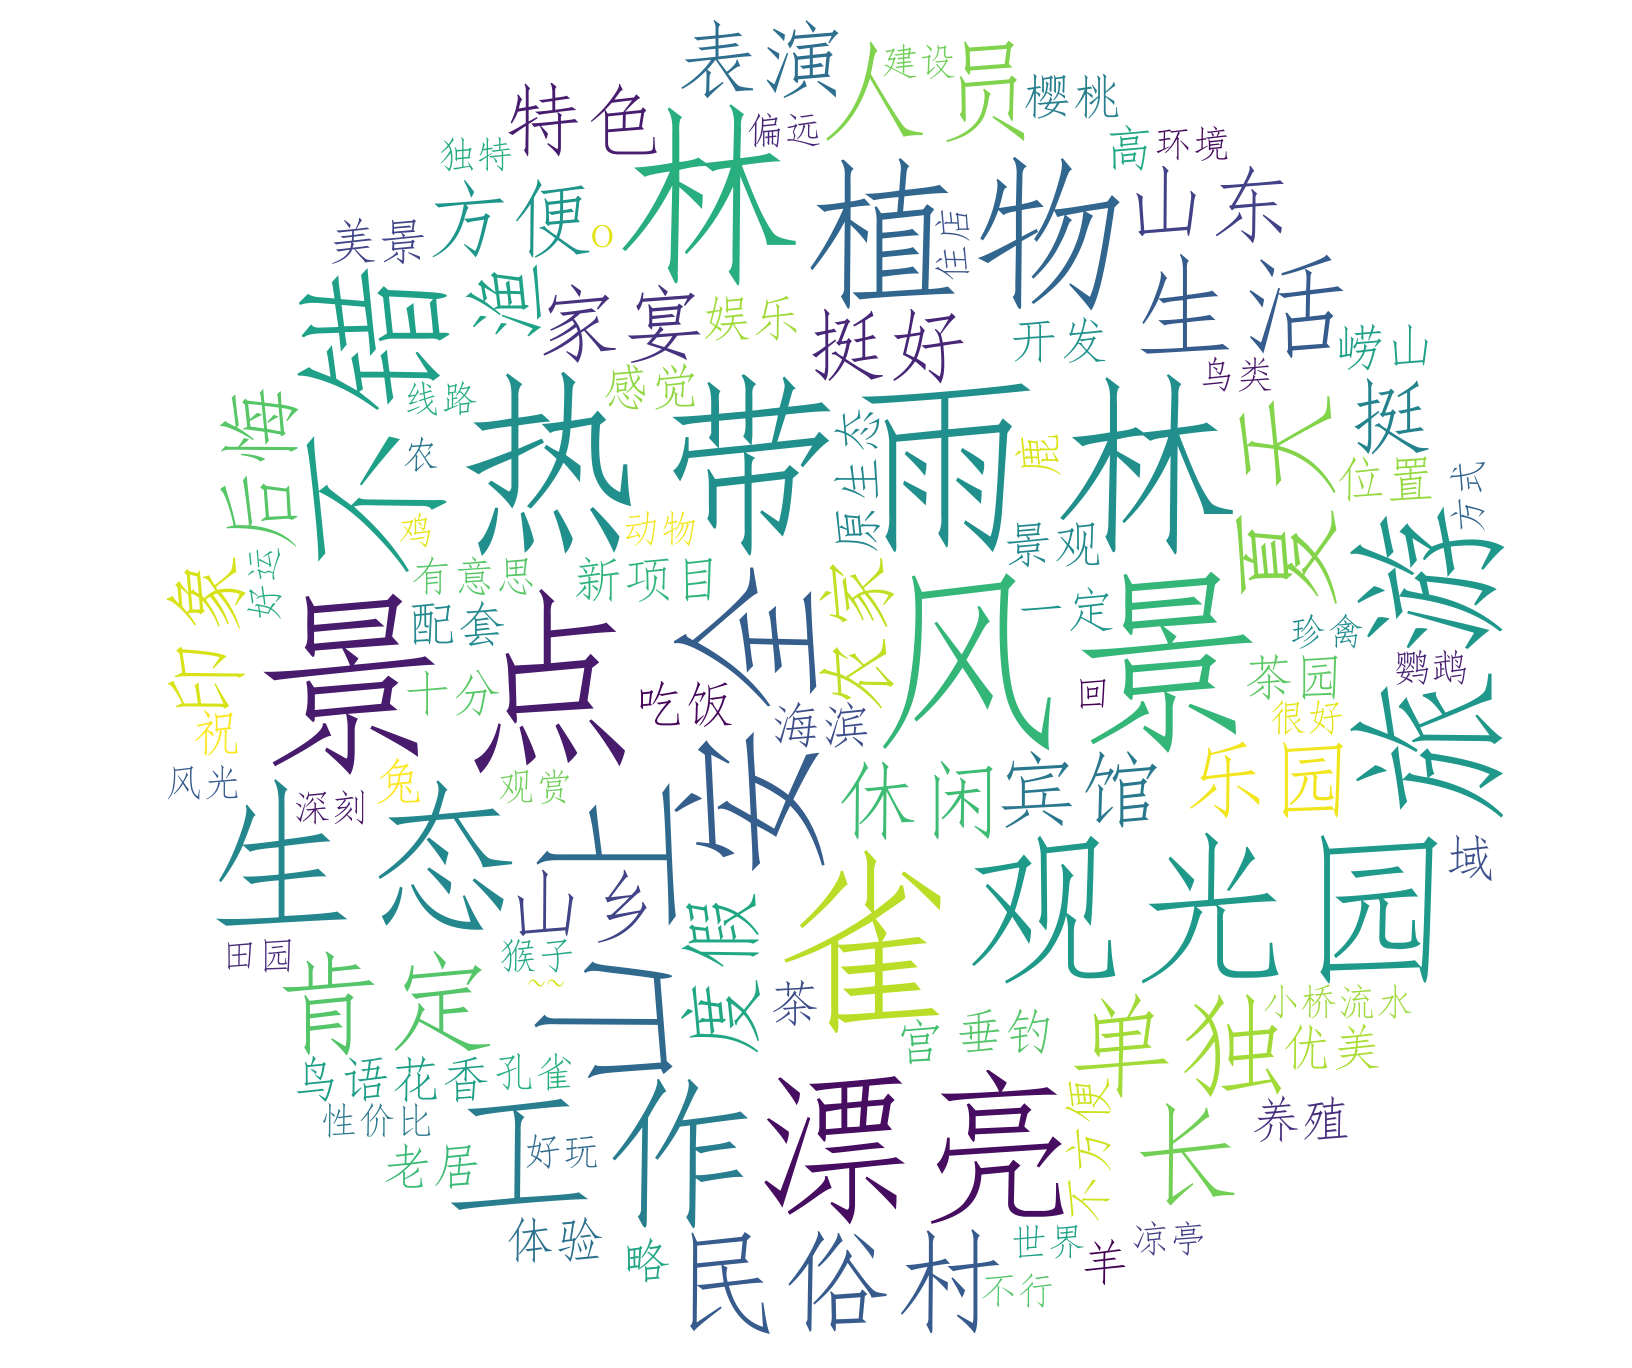 表演
人员
建设
特色
偏远
樱桃
独特
林
高
环境
方便
植物
山东
美景
O
住店
不错
渔
家宴
娱乐
挺好
开发
生活
崂山
鸟类
后悔
线路
感觉
热带雨林
原生态
鹿
夏天
挺
位置
农
鸡
动物
景观
方式
好运
有意思
新项目
旅游
印象
配套
景点
安全
农家
风景
一定
珍禽
十分
吃饭
回
茶园
鹦鹉
祝
海滨
很好
风光
深刻
兔
观赏
休闲
宾馆
乐园
生态
山上
山乡
雀
观光园
域
田园
猴子
~~
度假
茶
肯定
宫
垂钓
单独
小桥流水
优美
鸟语花香
孔雀
性价比
工作
好玩
漂亮
不方便
长
养殖
老居
体验
略
民俗村
世界
羊
凉亭
不行